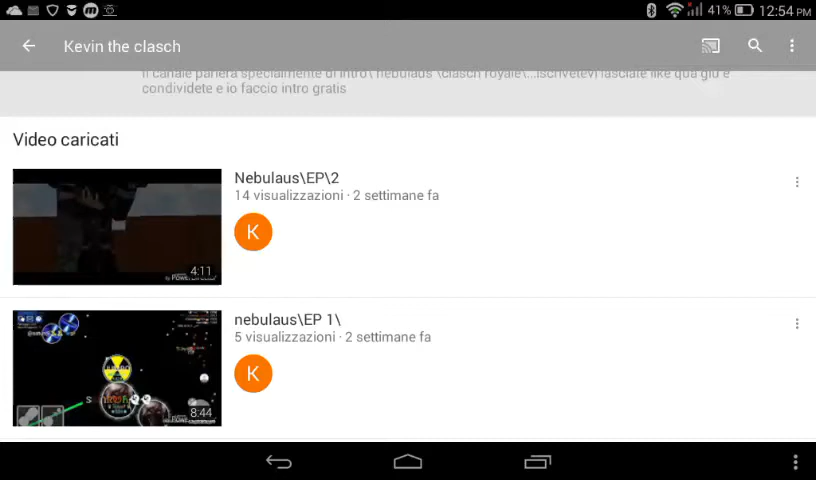 41% 12:54 PM
Kevin the clasch
Il canale parlerà specialmente di intro\ nebulaus \clasch royale\...iscrivetevi lasciate like qua giù e
condividete e io faccio intro gratis
Video caricati
Nebulaus\EP\2
14 visualizzazioni · 2 settimane fa
K
4:11
nebulaus\EP 1\
5 visualizzazioni · 2 settimane fa
K
8:44